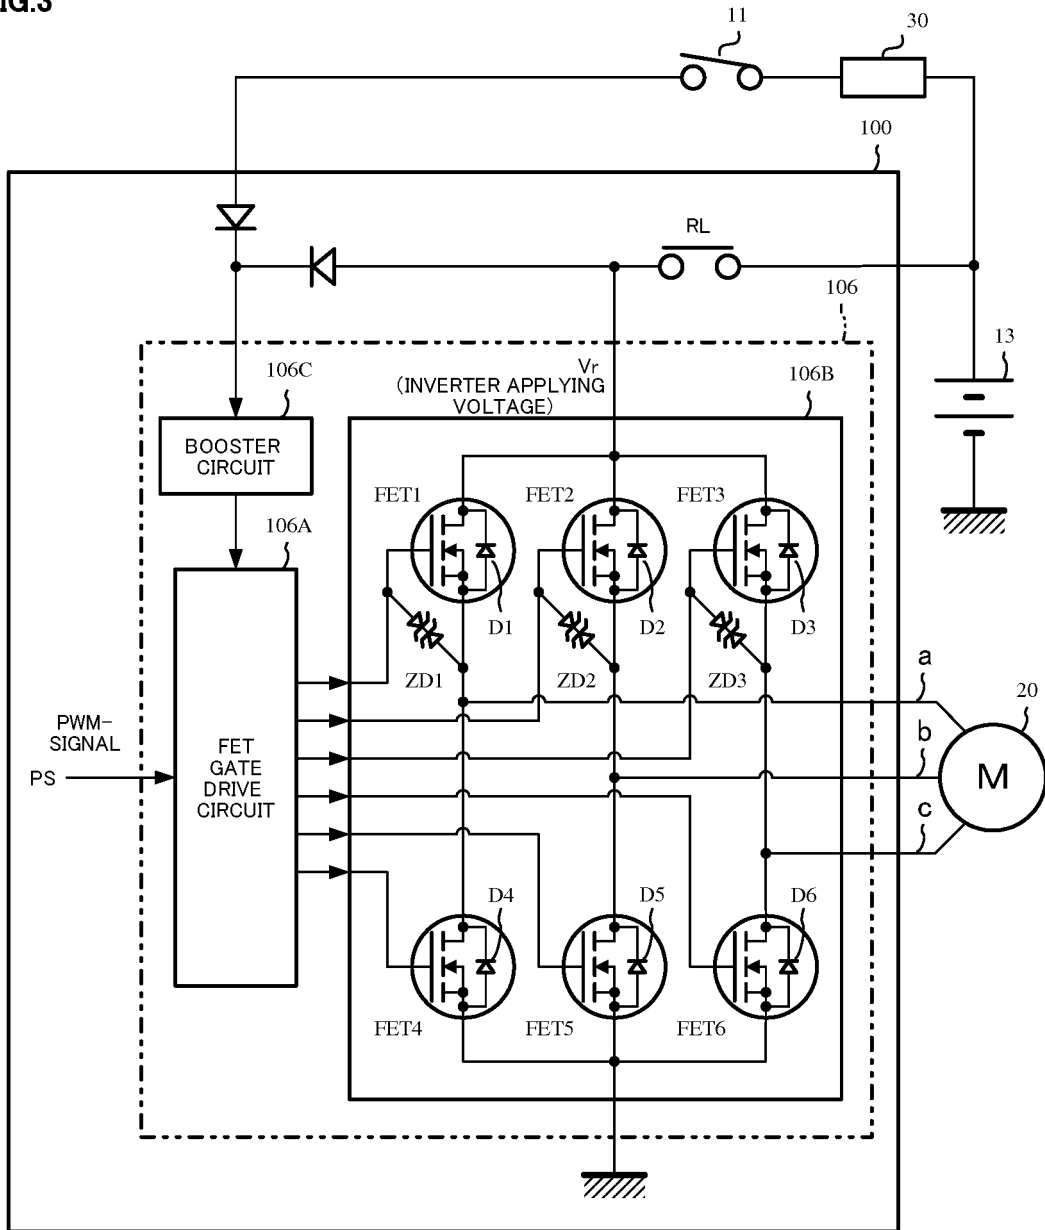 FIG.3
11
30
100
RL
106
13
106C
Vr
(INVERTER APPLYING
VOLTAGE)
106B
BOOSTER
CIRCUIT
FET1
FET2
FET3
106A
D1
D2
D3
ZD1
ZD2
ZD3
a
20
PWM-
SIGNAL
b
FET
GATE
DRIVE
CIRCUIT
PS
M
c
D4
D5
D6
FET4
FET5
FET6